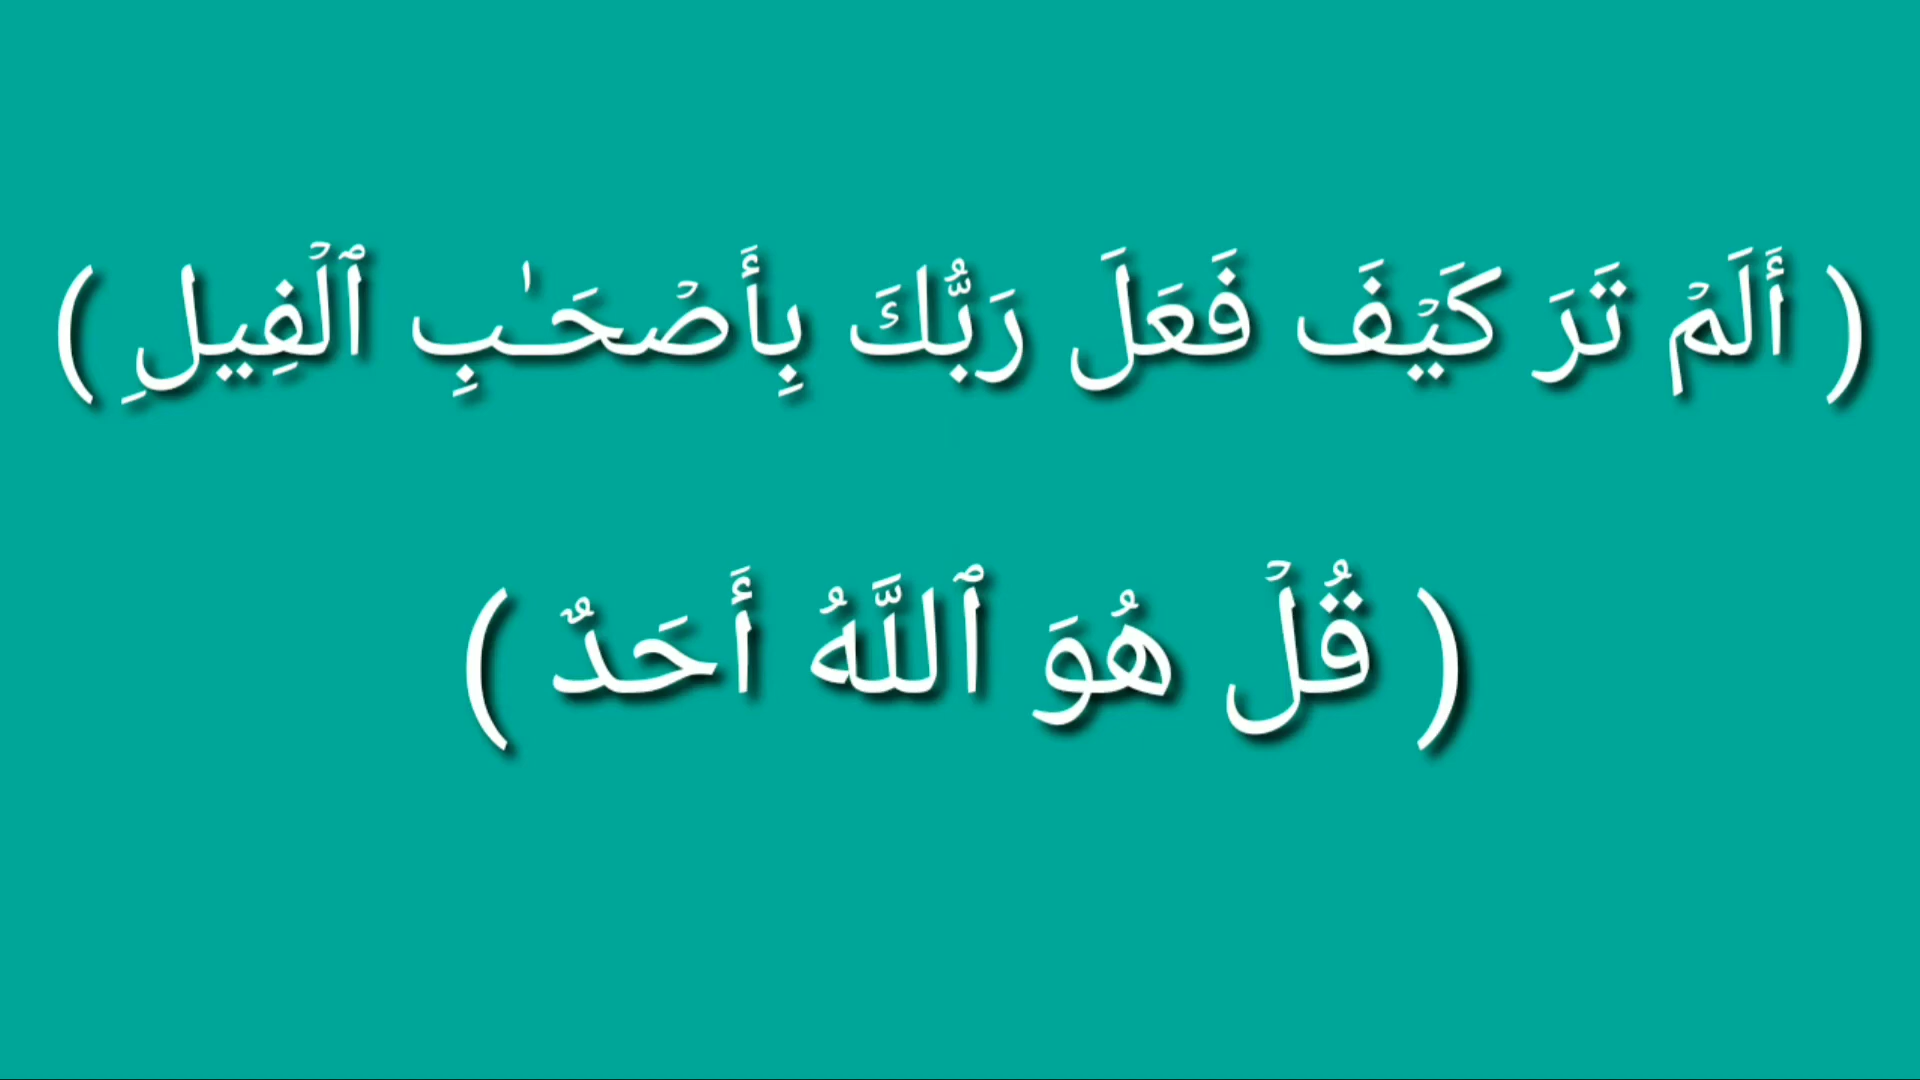 ( أَلَمۡ تَرَ كَيۡفَ فَعَلَ رَبُّكَ بِأَصۡحَـٰبِ ٱلۡفِيلِ )
( قُلۡ هُوَ ٱللَّهُ أَحَدٌ )